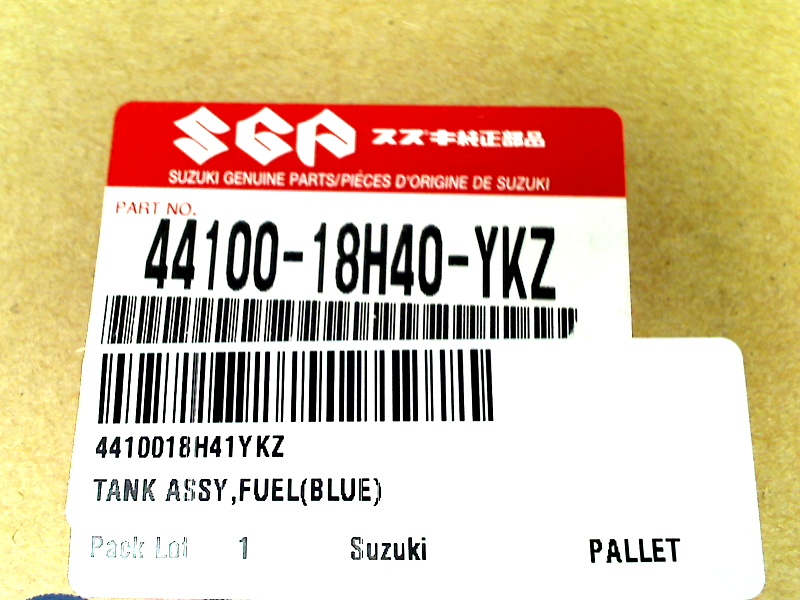 SGP スズキ純正部品
SUZUKI GENUINE PARTS/PIÈCES D'ORIGINE DE SUZUKI
PART NO.
44100-18H40-YKZ
4410018H41YKZ
TANK ASSY,FUEL(BLUE)
Pack Lot 1 Suzuki PALLET